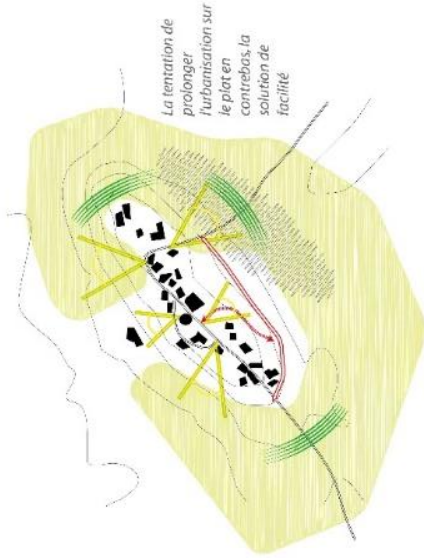 La tentation de
prolonger
l'urbanisation sur
le plat en
contrebas, la
solution de
facilité